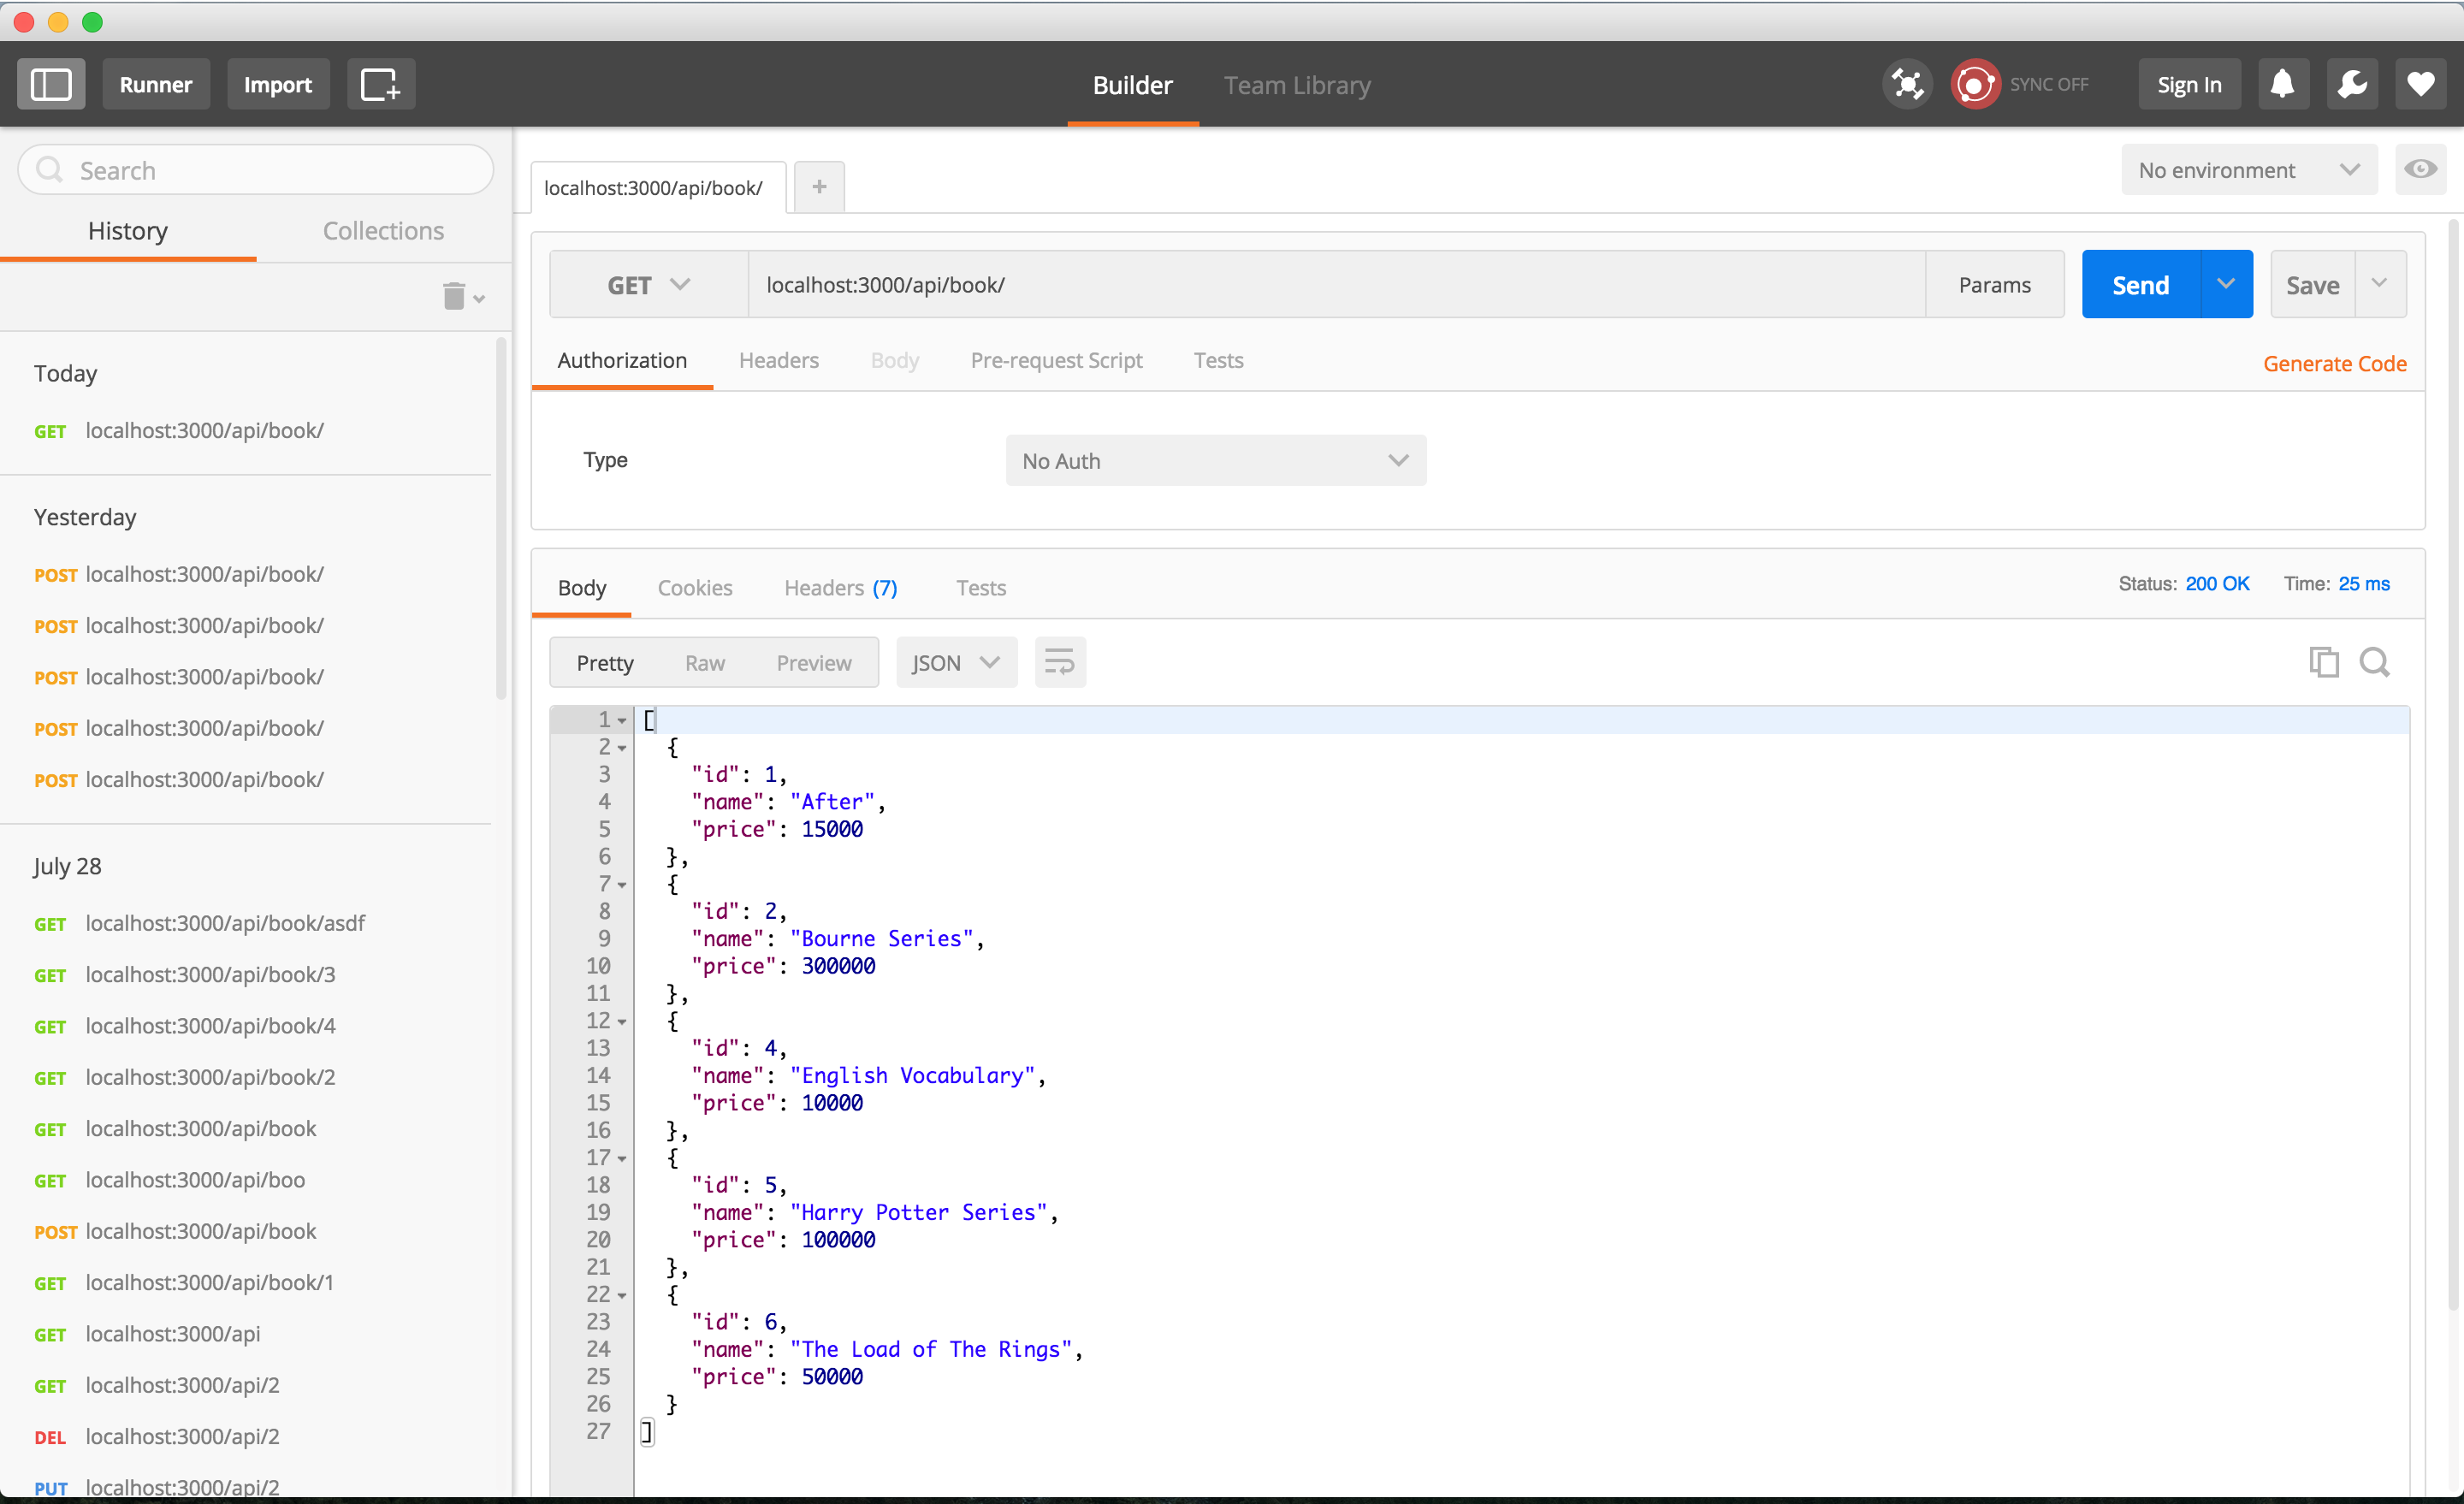 Runner Import Builder Team Library SYNC OFF Sign In
Search
History Collections
Today
GET localhost:3000/api/book/
Yesterday
POST localhost:3000/api/book/
POST localhost:3000/api/book/
POST localhost:3000/api/book/
POST localhost:3000/api/book/
POST localhost:3000/api/book/
July 28
GET localhost:3000/api/book/asdf
GET localhost:3000/api/book/3
GET localhost:3000/api/book/4
GET localhost:3000/api/book/2
GET localhost:3000/api/book
GET localhost:3000/api/boo
POST localhost:3000/api/book
GET localhost:3000/api/book/1
GET localhost:3000/api
GET localhost:3000/api/2
DEL localhost:3000/api/2
PUT localhost:3000/api/2
localhost:3000/api/book/ +
No environment
GET localhost:3000/api/book/ Params Send Save
Authorization Headers Body Pre-request Script Tests Generate Code
Type No Auth
Body Cookies Headers (7) Tests Status: 200 OK Time: 25 ms
Pretty Raw Preview JSON
1 [
2 {
3 "id": 1,
4 "name": "After",
5 "price": 15000
6 },
7 {
8 "id": 2,
9 "name": "Bourne Series",
10 "price": 300000
11 },
12 {
13 "id": 4,
14 "name": "English Vocabulary",
15 "price": 10000
16 },
17 {
18 "id": 5,
19 "name": "Harry Potter Series",
20 "price": 100000
21 },
22 {
23 "id": 6,
24 "name": "The Load of The Rings",
25 "price": 50000
26 }
27 ]